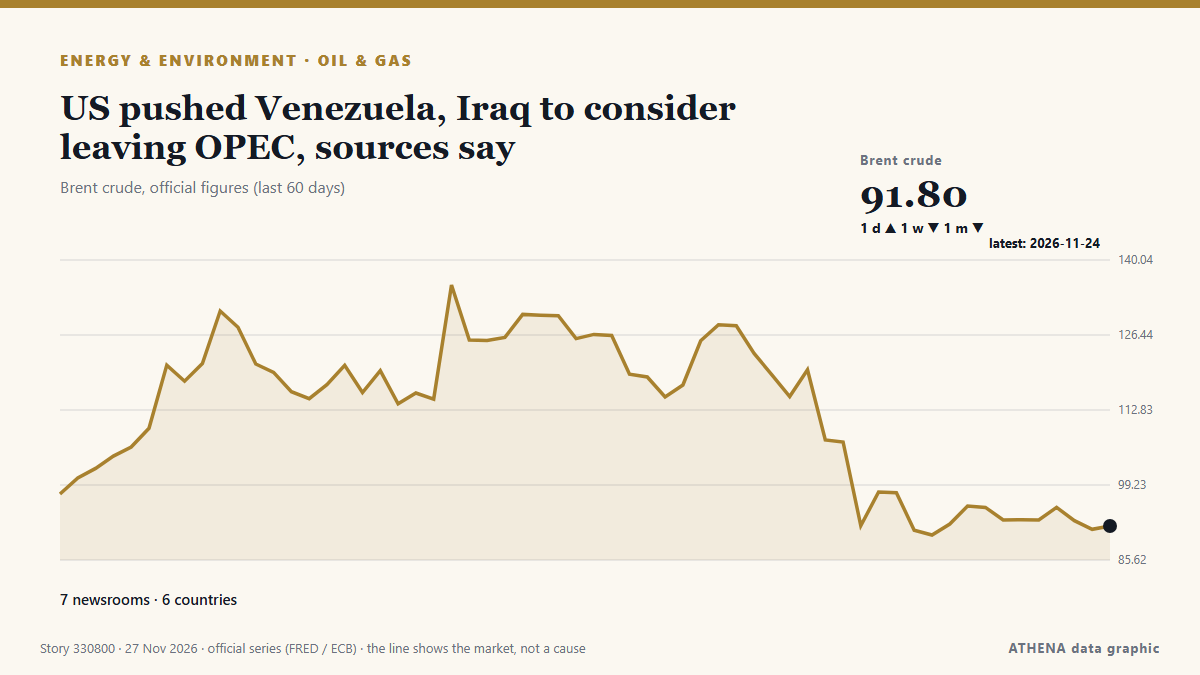 ENERGY & ENVIRONMENT · OIL & GAS
US pushed Venezuela, Iraq to consider
leaving OPEC, sources say
Brent crude, official figures (last 60 days)
Brent crude
91.80
1 d ▲ 1 w ▼ 1 m ▼
latest: 2026-11-24
140.04
126.44
112.83
99.23
85.62
7 newsrooms · 6 countries
Story 330800 · 27 Nov 2026 · official series (FRED / ECB) · the line shows the market, not a cause
ATHENA data graphic